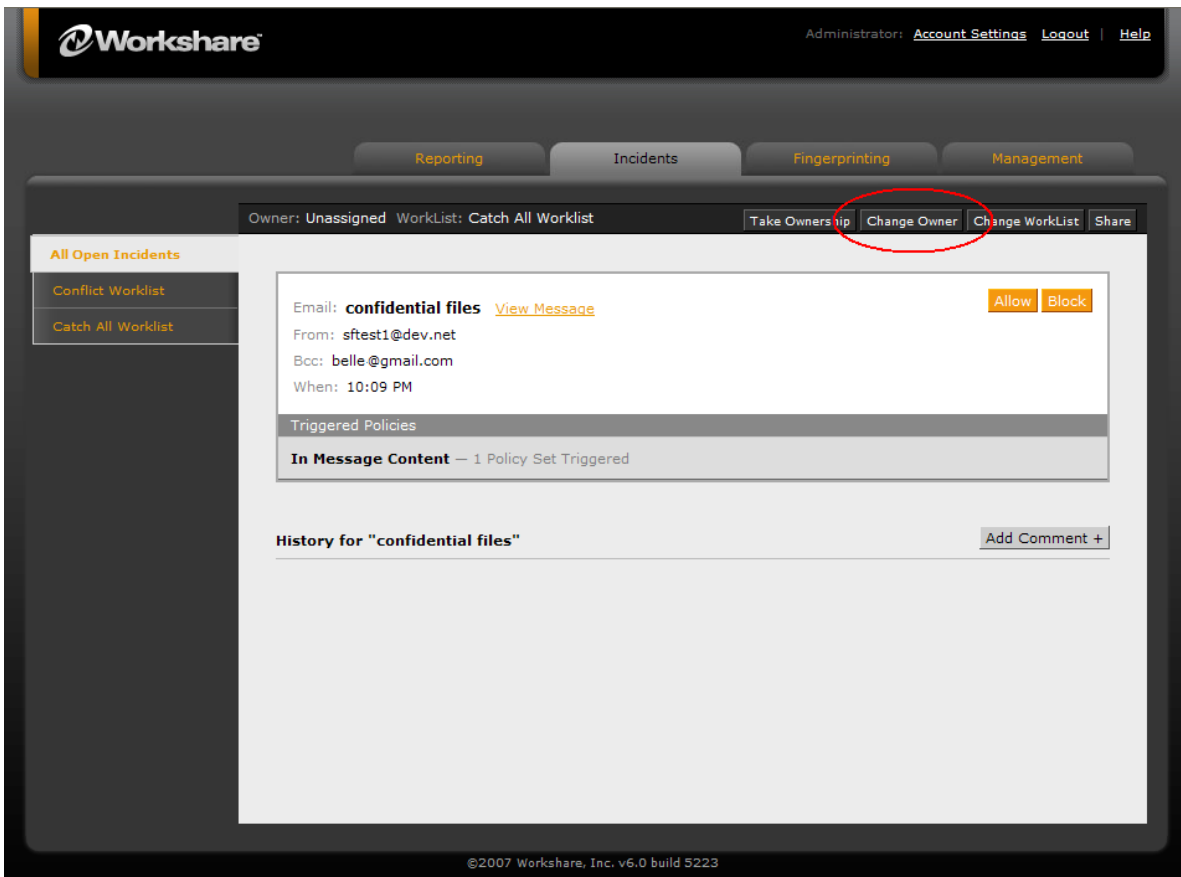 Workshare
Administrator: Account Settings Logout | Help
Reporting Incidents Fingerprinting Management
Owner: Unassigned WorkList: Catch All Worklist Take Ownership Change Owner Change WorkList Share
All Open Incidents
Conflict Worklist
Catch All Worklist
Email: confidential files View Message Allow Block
From: sftest1@dev.net
Bcc: belle@gmail.com
When: 10:09 PM
Triggered Policies
In Message Content — 1 Policy Set Triggered
History for "confidential files" Add Comment +
©2007 Workshare, Inc. v6.0 build 5223